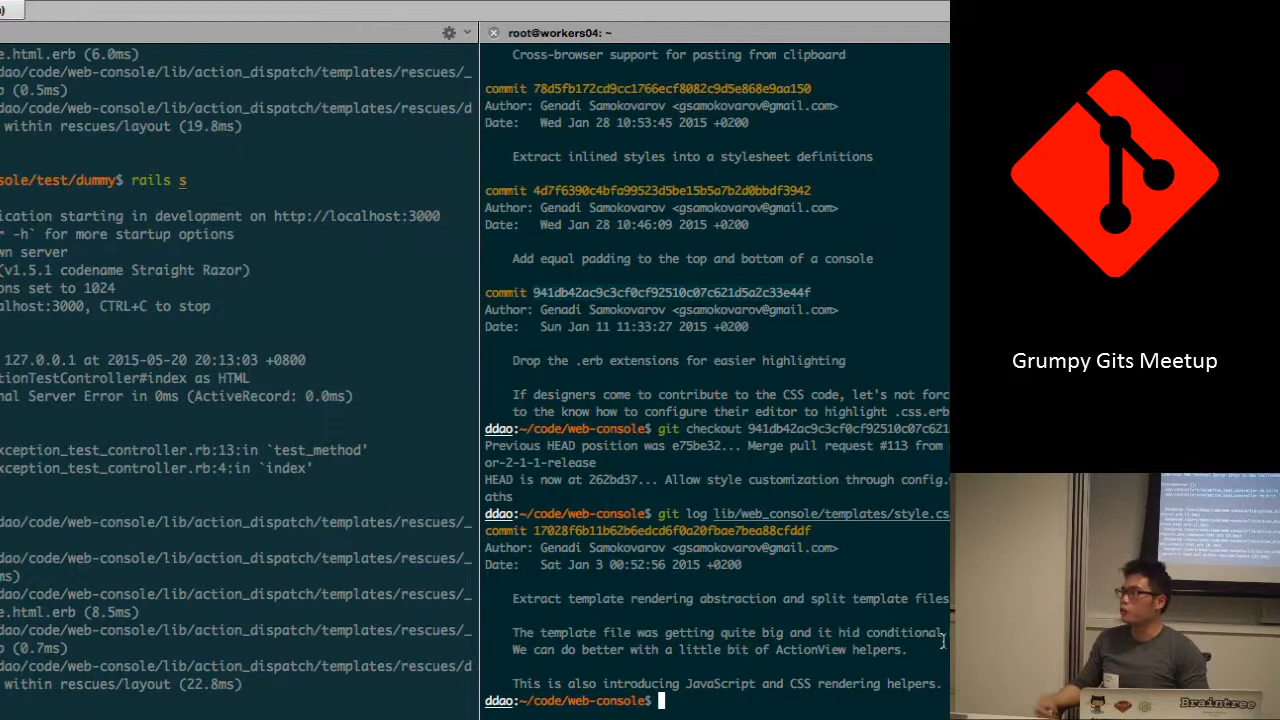 )
e.html.erb (6.0ms)
dao/code/web-console/lib/action_dispatch/templates/rescues/_
b (0.5ms)
dao/code/web-console/lib/action_dispatch/templates/rescues/d
within rescues/layout (19.8ms)
sole/test/dummy$ rails s
ication starting in development on http://localhost:3000
r -h` for more startup options
wn server
(v1.5.1 codename Straight Razor)
ons set to 1024
alhost:3000, CTRL+C to stop
127.0.0.1 at 2015-05-20 20:13:03 +0800
tionTestController#index as HTML
nal Server Error in 0ms (ActiveRecord: 0.0ms)
xception_test_controller.rb:13:in `test_method'
xception_test_controller.rb:4:in `index'
dao/code/web-console/lib/action_dispatch/templates/rescues/_
dao/code/web-console/lib/action_dispatch/templates/rescues/_
ms)
dao/code/web-console/lib/action_dispatch/templates/rescues/_
e.html.erb (8.5ms)
dao/code/web-console/lib/action_dispatch/templates/rescues/_
b (0.7ms)
dao/code/web-console/lib/action_dispatch/templates/rescues/d
within rescues/layout (22.8ms)
root@workers04: ~
Cross-browser support for pasting from clipboard
commit 78d5fb172cd9cc1766ecf8082c9d5e868e9aa150
Author: Genadi Samokovarov <gsamokovarov@gmail.com>
Date: Wed Jan 28 10:53:45 2015 +0200
Extract inlined styles into a stylesheet definitions
commit 4d7f6390c4bfa99523d5be15b5a7b2d0bbdf3942
Author: Genadi Samokovarov <gsamokovarov@gmail.com>
Date: Wed Jan 28 10:46:09 2015 +0200
Add equal padding to the top and bottom of a console
commit 941db42ac9c3cf0cf92510c07c621d5a2c33e44f
Author: Genadi Samokovarov <gsamokovarov@gmail.com>
Date: Sun Jan 11 11:33:27 2015 +0200
Drop the .erb extensions for easier highlighting
If designers come to contribute to the CSS code, let's not forc
to the know how to configure their editor to highlight .css.erb
ddao:~/code/web-console$ git checkout 941db42ac9c3cf0cf92510c07c621
Previous HEAD position was e75be32... Merge pull request #113 from
or-2-1-1-release
HEAD is now at 262bd37... Allow style customization through config.
aths
ddao:~/code/web-console$ git log lib/web_console/templates/style.cs
commit 17028f6b11b62b6edcd6f0a20fbae7bea88cfddf
Author: Genadi Samokovarov <gsamokovarov@gmail.com>
Date: Sat Jan 3 00:52:56 2015 +0200
Extract template rendering abstraction and split template files
The template file was getting quite big and it hid conditional
We can do better with a little bit of ActionView helpers.
This is also introducing JavaScript and CSS rendering helpers.
ddao:~/code/web-console$
Grumpy Gits Meetup
Braintree